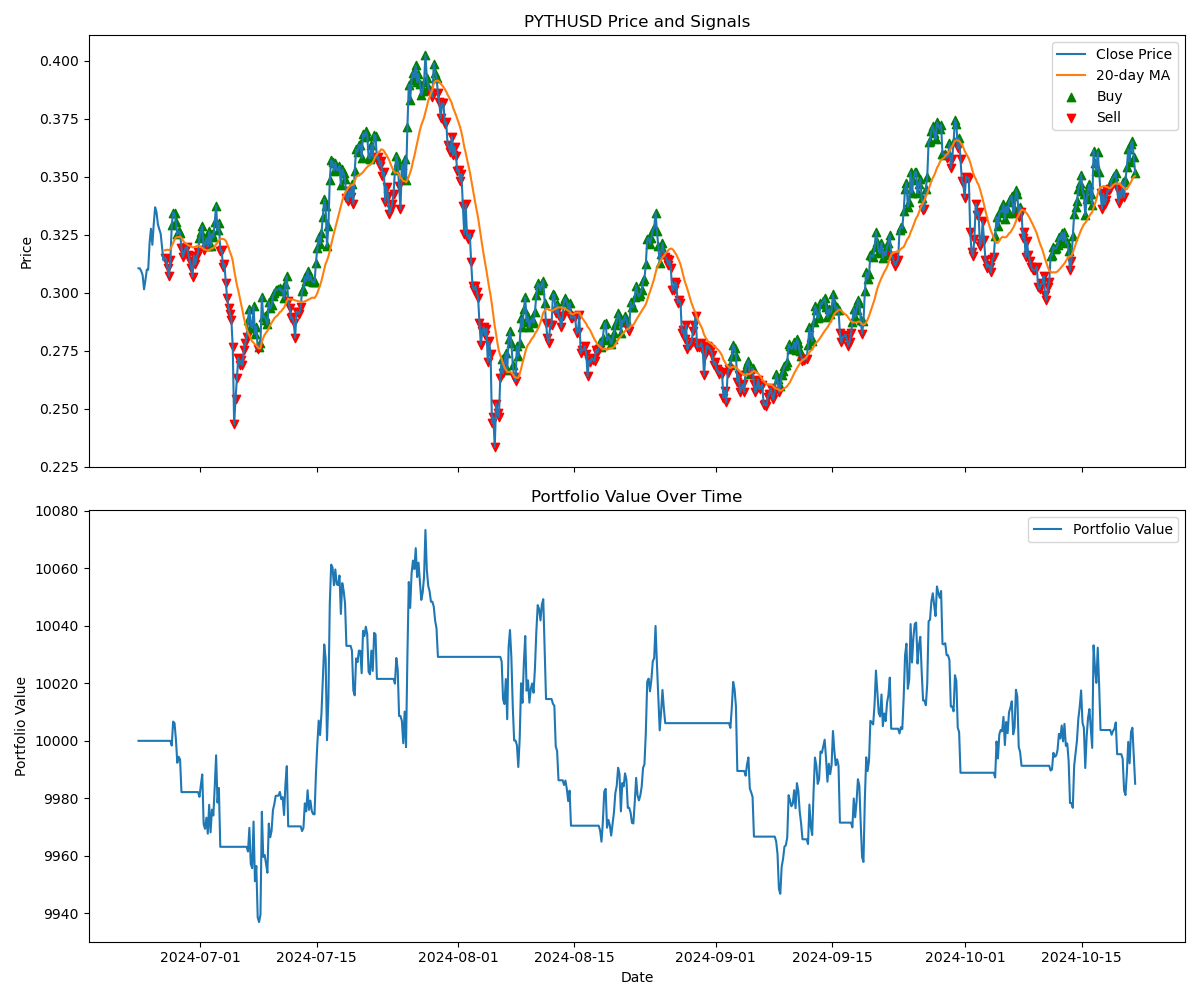 PYTHUSD Price and Signals
Price
0.400
0.375
0.350
0.325
0.300
0.275
0.250
0.225
Close Price
20-day MA
Buy
Sell
Portfolio Value Over Time
Portfolio Value
10080
10060
10040
10020
10000
9980
9960
9940
Portfolio Value
2024-07-01 2024-07-15 2024-08-01 2024-08-15 2024-09-01 2024-09-15 2024-10-01 2024-10-15
Date